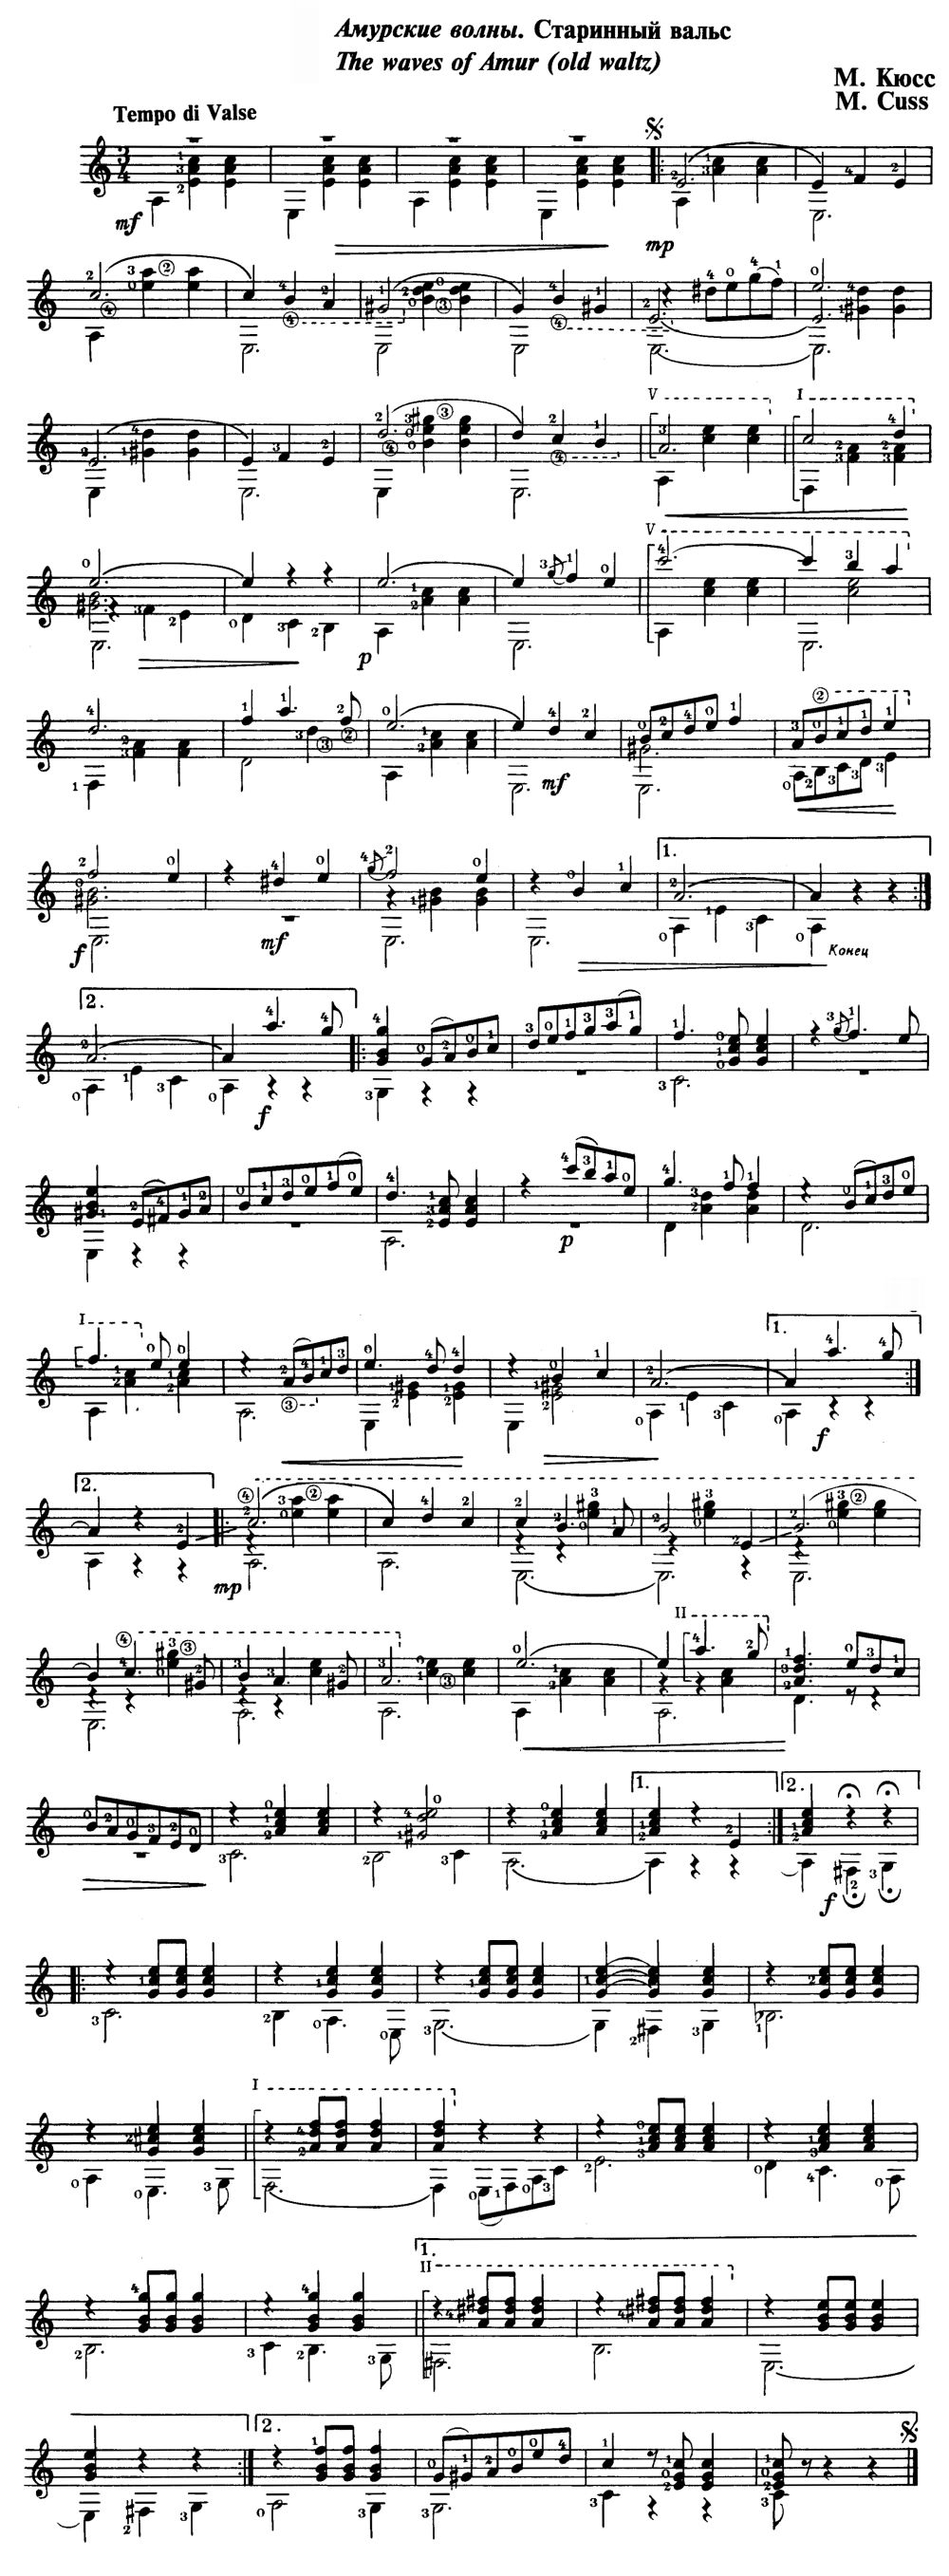 Амурские волны. Старинный вальс
The waves of Amur (old waltz)
М. Кюсс
M. Cuss
Tempo di Valse
mf
mp
V I
V
p
mf
1.
f mf Конец
2.
f
p
I
1.
f
2.
mp
II
1. 2.
f
I
1.
II
2.